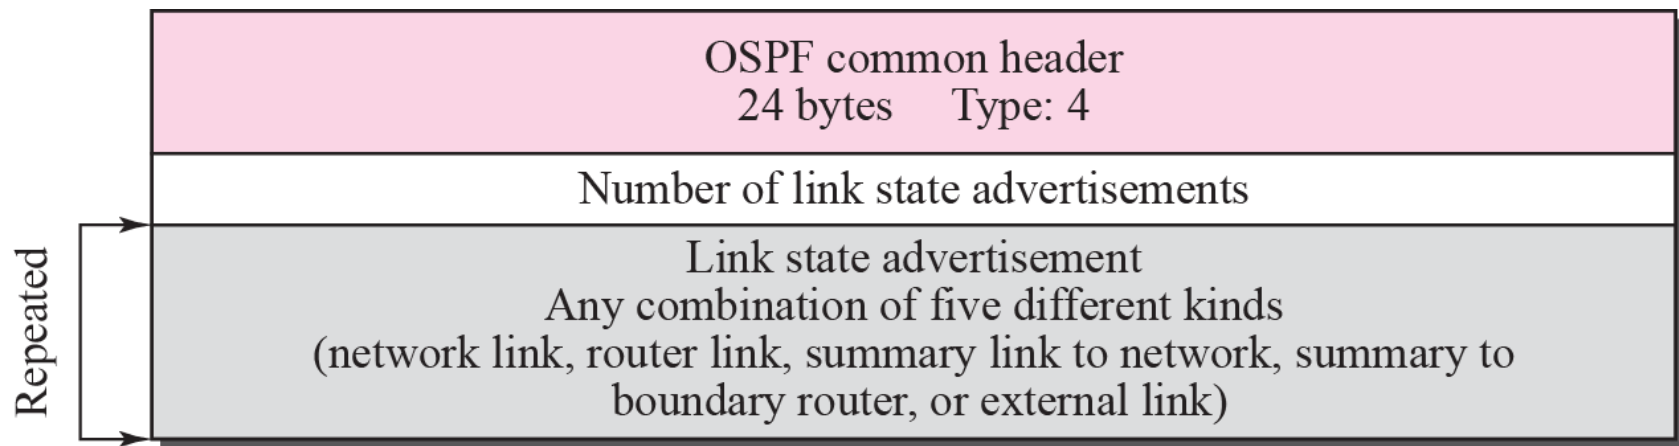 OSPF common header
24 bytes Type: 4
Number of link state advertisements
Repeated
Link state advertisement
Any combination of five different kinds
(network link, router link, summary link to network, summary to
boundary router, or external link)